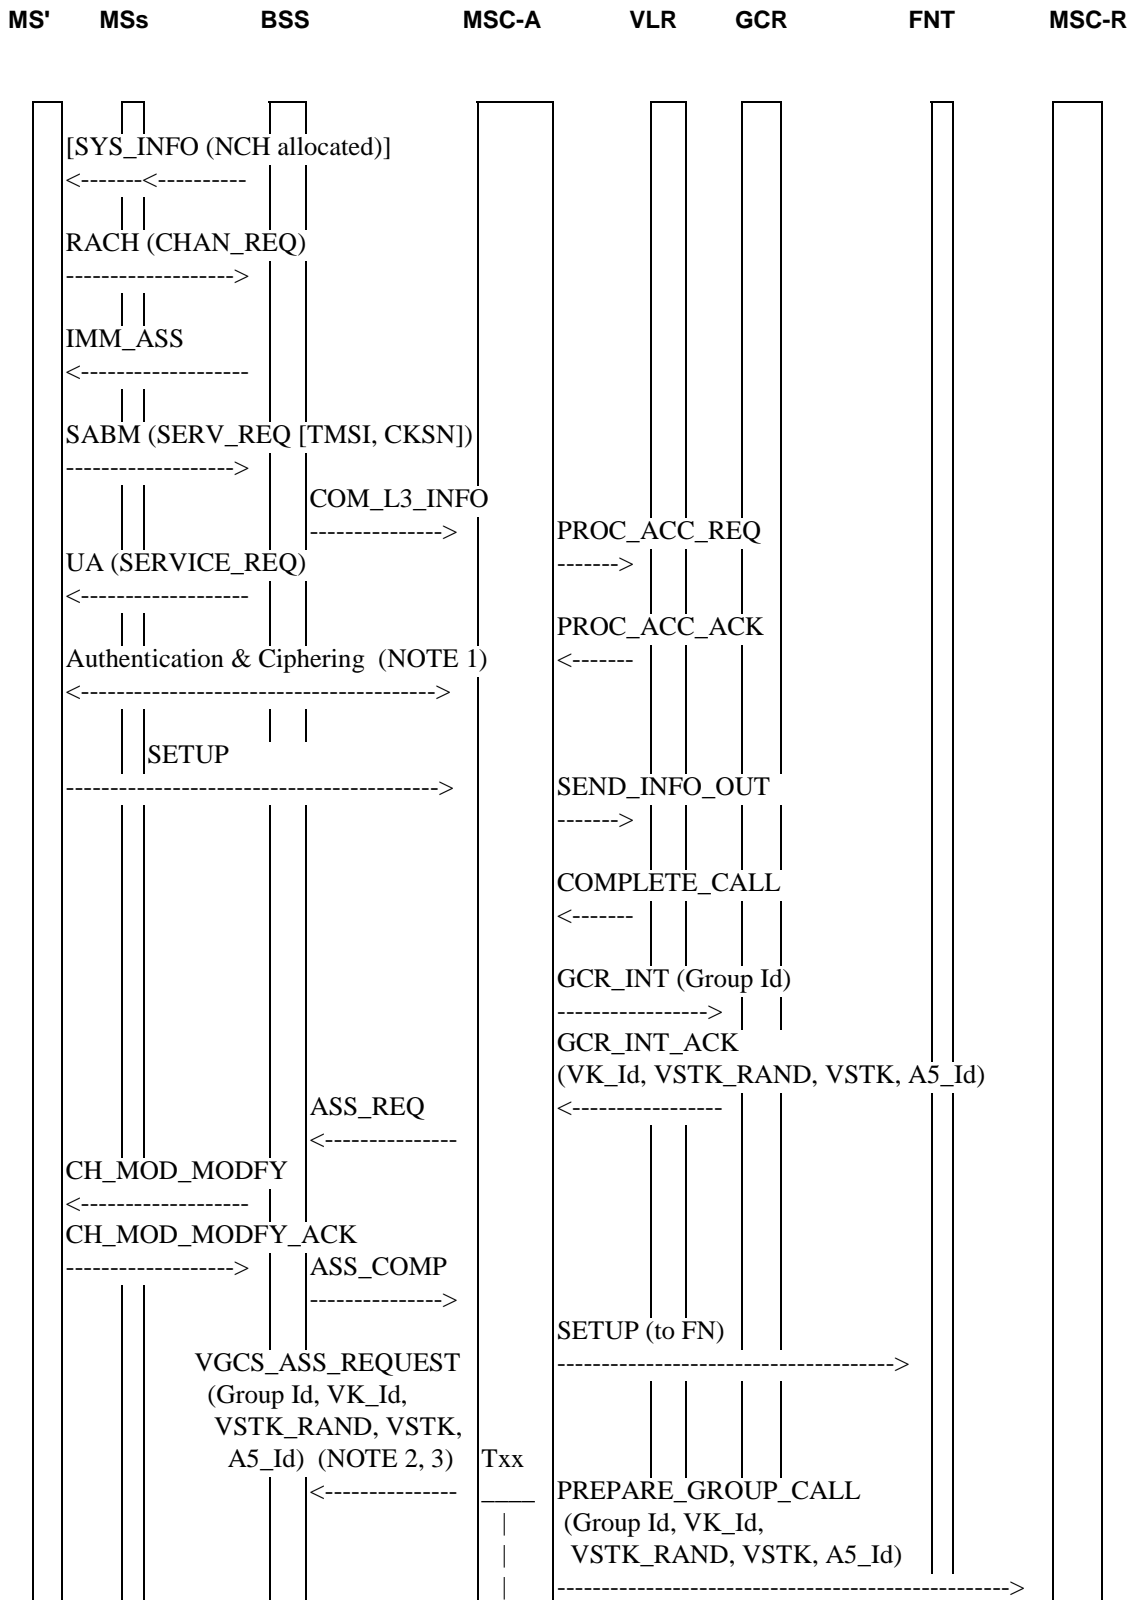 MS' MSs BSS MSC-A VLR GCR FNT MSC-R
[SYS_INFO (NCH allocated)]
<-------<----------
RACH (CHAN_REQ)
------------------->
IMM_ASS
<-------------------
SABM (SERV_REQ [TMSI, CKSN])
------------------->
COM_L3_INFO
---------------> PROC_ACC_REQ
UA (SERVICE_REQ) ------->
<-------------------
PROC_ACC_ACK
Authentication & Ciphering (NOTE 1) <-------
<---------------------------------------->
SETUP
------------------------------------------> SEND_INFO_OUT
------->
COMPLETE_CALL
<-------
GCR_INT (Group Id)
----------------->
GCR_INT_ACK
(VK_Id, VSTK_RAND, VSTK, A5_Id)
ASS_REQ <-----------------
<---------------
CH_MOD_MODFY
<-------------------
CH_MOD_MODFY_ACK
-------------------> ASS_COMP
--------------->
SETUP (to FN)
VGCS_ASS_REQUEST -------------------------------------->
(Group Id, VK_Id,
VSTK_RAND, VSTK,
A5_Id) (NOTE 2, 3) Txx
<--------------- ____ PREPARE_GROUP_CALL
| (Group Id, VK_Id,
| VSTK_RAND, VSTK, A5_Id)
| --------------------------------------------------->